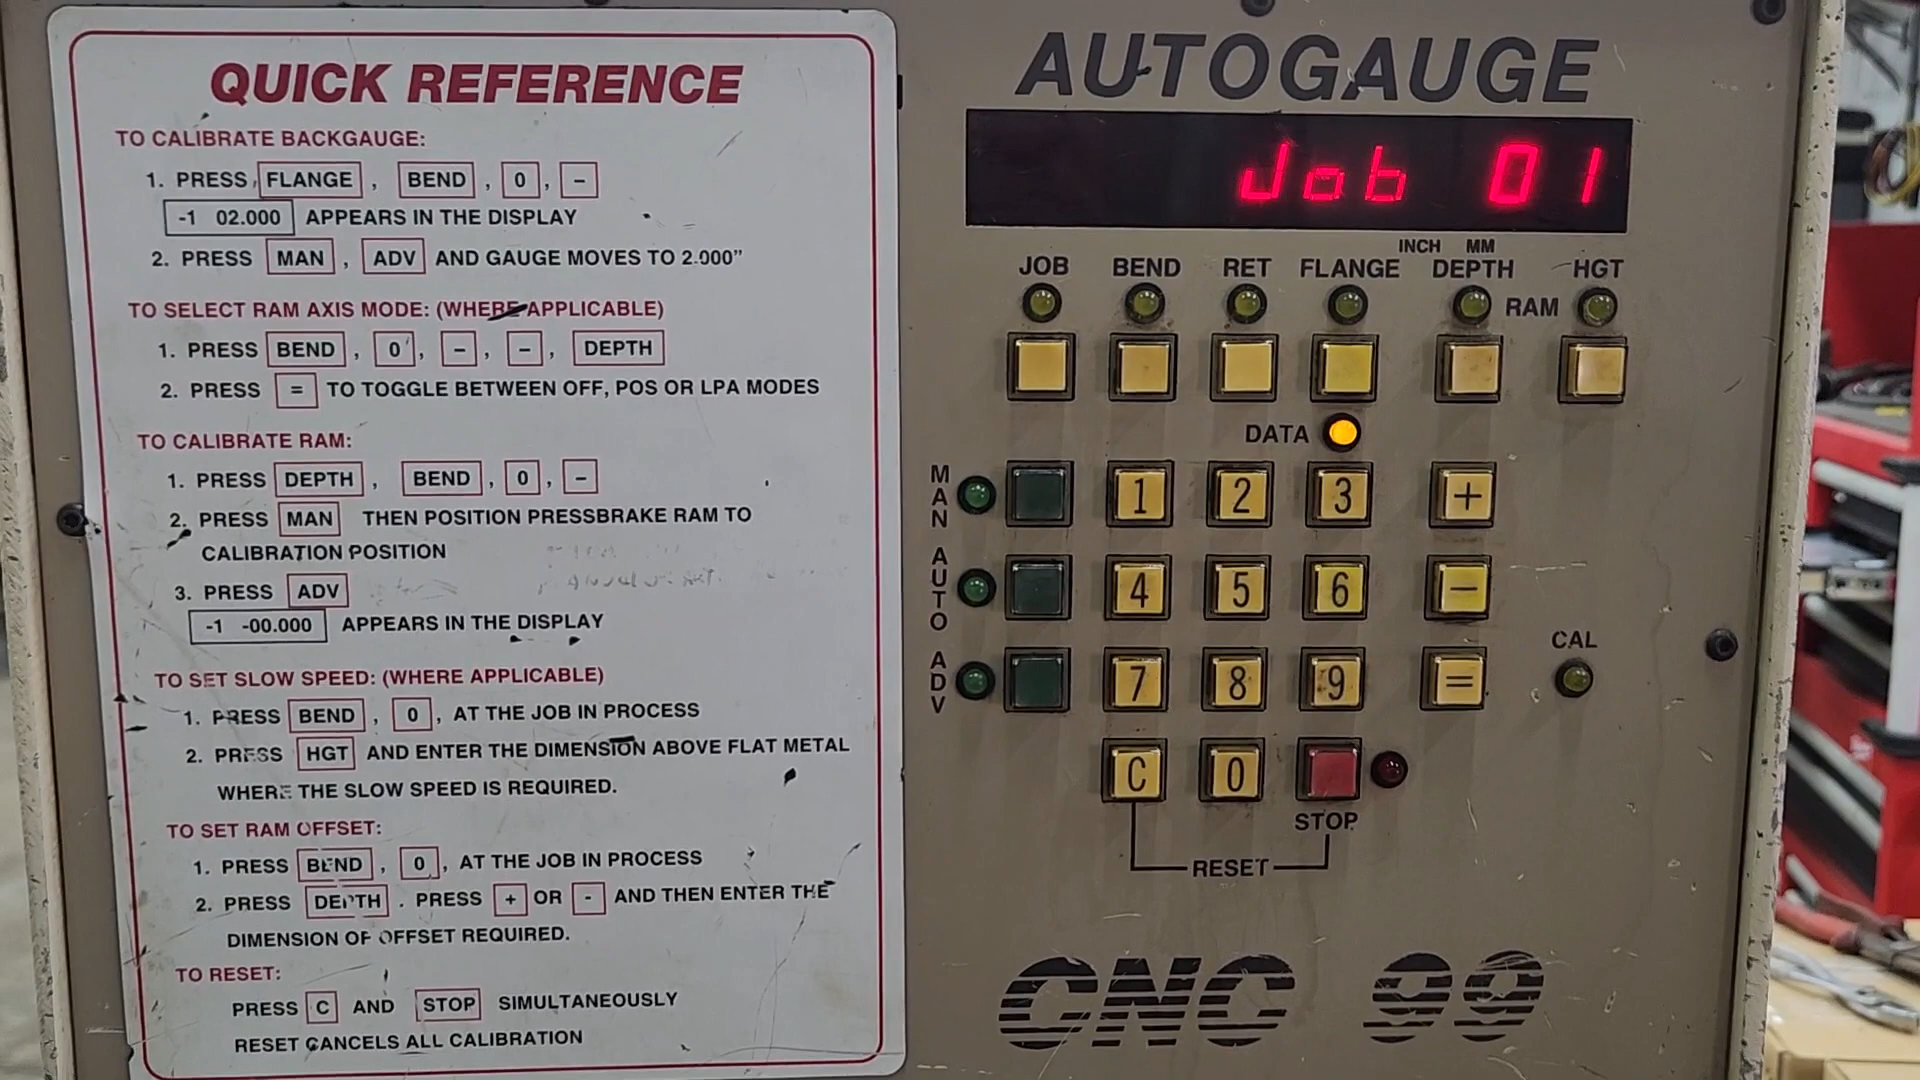 QUICK REFERENCE
TO CALIBRATE BACKGAUGE:
1. PRESS, FLANGE , BEND , 0 , –
-1 02.000 APPEARS IN THE DISPLAY
2. PRESS MAN , ADV AND GAUGE MOVES TO 2.000”
TO SELECT RAM AXIS MODE: (WHERE APPLICABLE)
1. PRESS BEND , 0 , – , – , DEPTH
2. PRESS = TO TOGGLE BETWEEN OFF, POS OR LPA MODES
TO CALIBRATE RAM:
1. PRESS DEPTH , BEND , 0 , –
2. PRESS MAN THEN POSITION PRESSBRAKE RAM TO
CALIBRATION POSITION
3. PRESS ADV
-1 -00.000 APPEARS IN THE DISPLAY
TO SET SLOW SPEED: (WHERE APPLICABLE)
1. PRESS BEND , 0 , AT THE JOB IN PROCESS
2. PRESS HGT AND ENTER THE DIMENSION ABOVE FLAT METAL
WHERE THE SLOW SPEED IS REQUIRED.
TO SET RAM OFFSET:
1. PRESS BEND , 0 , AT THE JOB IN PROCESS
2. PRESS DEPTH . PRESS + OR - AND THEN ENTER THE
DIMENSION OF OFFSET REQUIRED.
TO RESET:
PRESS C AND STOP SIMULTANEOUSLY
RESET CANCELS ALL CALIBRATION
AUTOGAUGE
Job 01
INCH MM
JOB BEND RET FLANGE DEPTH HGT
RAM
DATA
MAN 1 2 3 +
AUTO 4 5 6 –
CAL
ADV 7 8 9 =
C 0
STOP
RESET
CNC 99